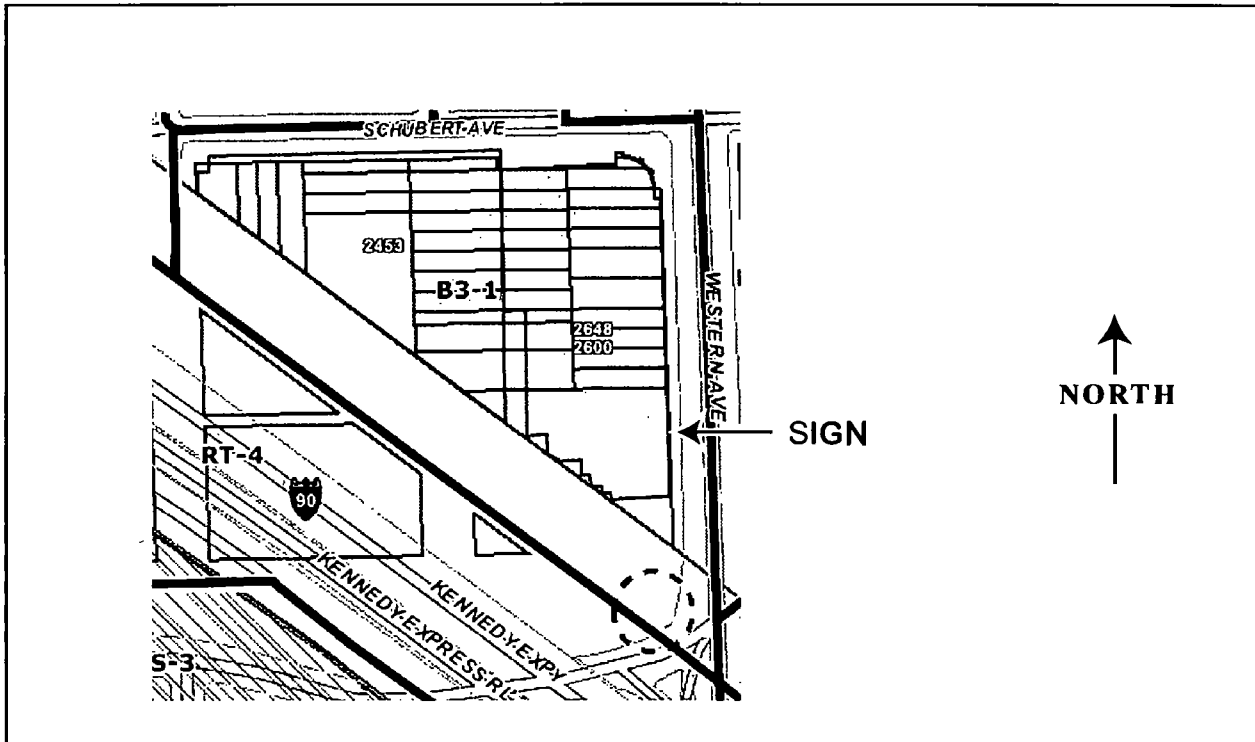 SCHUBERT-AVE
2453
B3-1
WESTERN-AVE
2648
2600
SIGN
NORTH
RT-4
90
KENNEDY-EXPY
KENNEDY-EXPRESS-RL
S-3